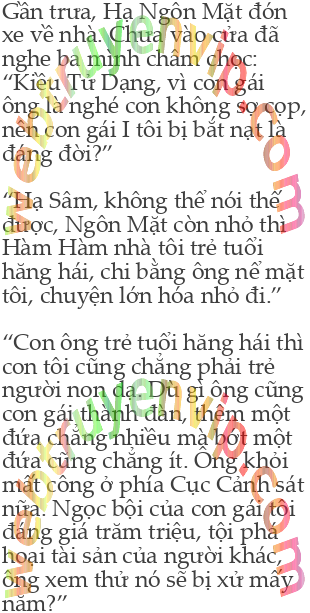 Gần trưa, Hạ Ngôn Mặt đón
xe về nhà. Chưa vào cửa đã
nghe ba mình châm chọc:
“Kiều Tử Dạng, vì con gái
ông là nghé con không sợ cọp,
nên con gái I tôi bị bắt nạt là
đáng đời?”
“Hạ Sâm, không thể nói thế
được, Ngôn Mặt còn nhỏ thì
Hàm Hàm nhà tôi trẻ tuổi
hăng hái, chi bằng ông nể mặt
tôi, chuyện lớn hóa nhỏ đi.”
“Con ông trẻ tuổi hăng hái thì
con tôi cũng chẳng phải trẻ
người non dạ. Dù gì ông cũng
con gái thành đàn, thêm một
đứa chẳng nhiều mà bớt một
đứa cũng chẳng ít. Ông khỏi
mất công ở phía Cục Cảnh sát
nữa. Ngọc bội của con gái tôi
đáng giá trăm triệu, tội phá
hoại tài sản của người khác,
ông xem thử nó sẽ bị xử mấy
năm?”
webtruyenvip.com
webtruyenvip.com